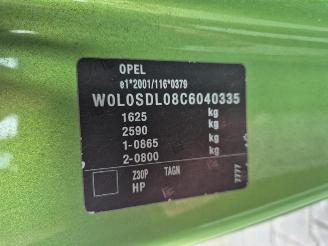 OPEL
e1*2001/116*0379
W0L0SDL08C6040335
1625 kg
2590 kg
1-0865 kg
2-0800 kg
Z30P TAGN
HP 7777